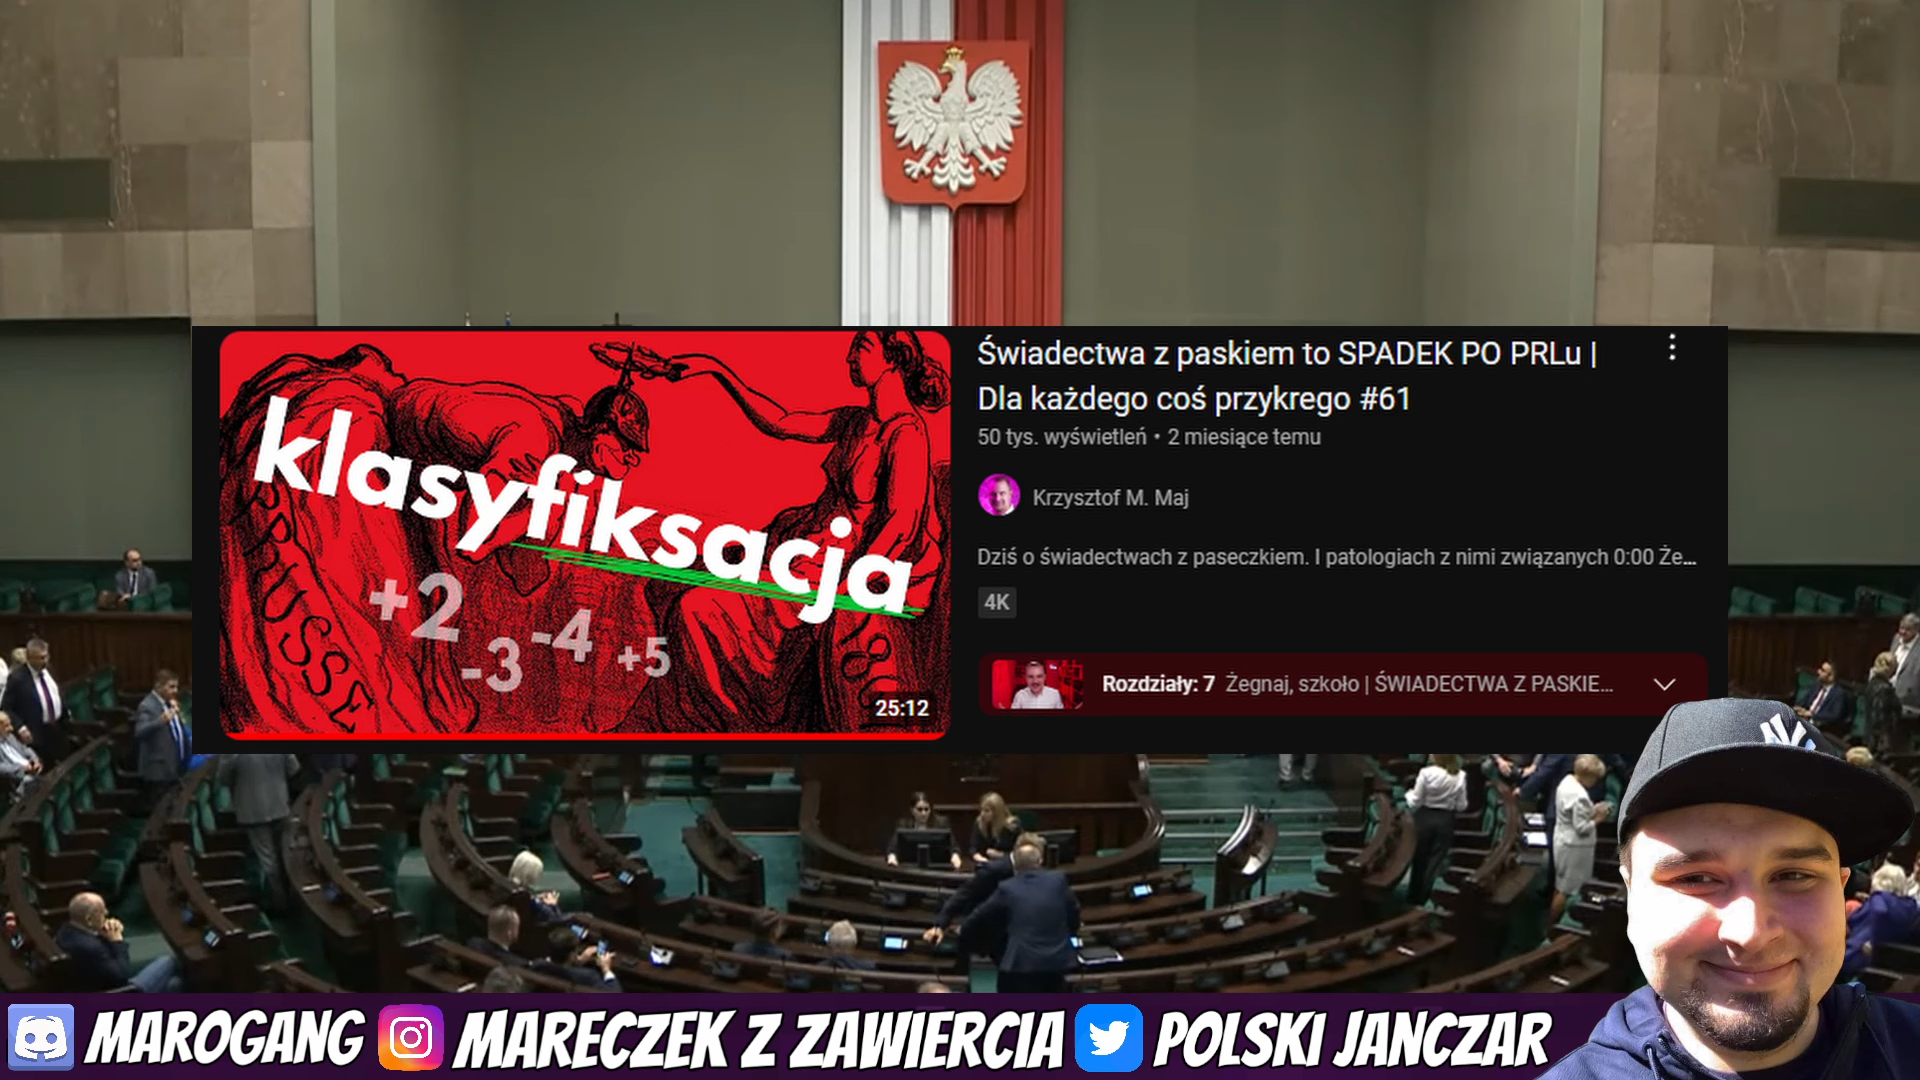 Świadectwa z paskiem to SPADEK PO PRLu |
Dla każdego coś przykrego #61
50 tys. wyświetleń • 2 miesiące temu
Krzysztof M. Maj
Dziś o świadectwach z paseczkiem. I patologiach z nimi związanych 0:00 Że...
4K
Rozdziały: 7 Żegnaj, szkoło | ŚWIADECTWA Z PASKIE...
klasyfiksacja
+2
-3
-4
+5
25:12
MAROGANG
MARECZEK Z ZAWIERCIA
POLSKI JANCZAR